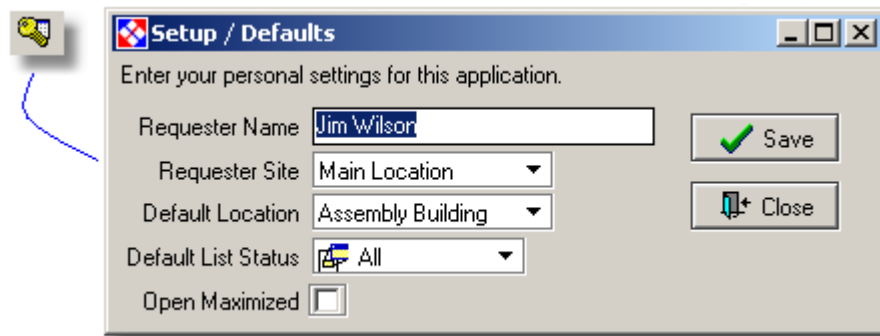 Setup / Defaults
Enter your personal settings for this application.
Requester Name Jim Wilson
Save
Requester Site Main Location
Default Location Assembly Building
Close
Default List Status All
Open Maximized